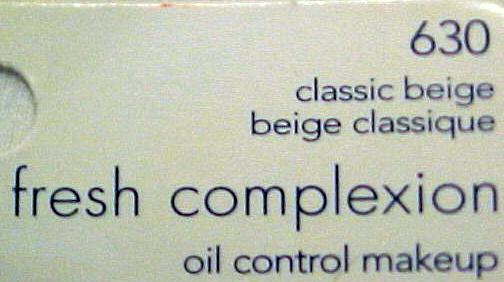 630
classic beige
beige classique
fresh complexion
oil control makeup